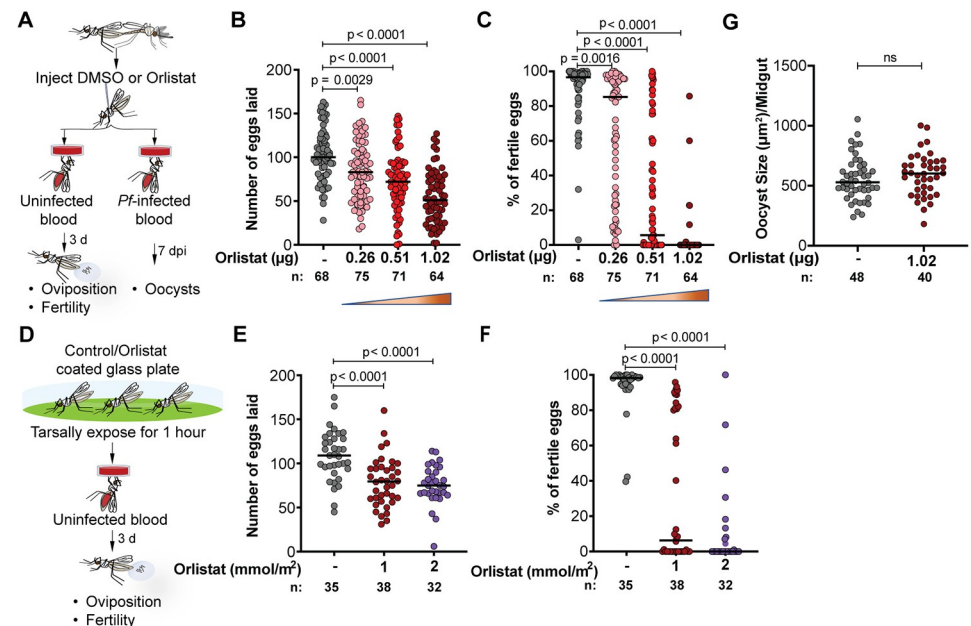 A
Inject DMSO or Orlistat
Uninfected
blood
Pf-infected
blood
3 d
7 dpi
• Oviposition
• Fertility
• Oocysts
B
p< 0.0001
p< 0.0001
p = 0.0029
Number of eggs laid
200
150
100
50
0
Orlistat (μg) - 0.26 0.51 1.02
n: 68 75 71 64
C
p< 0.0001
p< 0.0001
p = 0.0016
% of fertile eggs
100
80
60
40
20
0
Orlistat (μg) - 0.26 0.51 1.02
n: 68 75 71 64
G
ns
Oocyst Size (μm²)/Midgut
1500
1000
500
0
Orlistat (μg) - 1.02
n: 48 40
D
Control/Orlistat
coated glass plate
Tarsally expose for 1 hour
Uninfected blood
3 d
• Oviposition
• Fertility
E
p< 0.0001
p< 0.0001
Number of eggs laid
200
150
100
50
0
Orlistat (mmol/m² - 1 2
n: 35 38 32
F
p< 0.0001
p< 0.0001
% of fertile eggs
100
80
60
40
20
0
Orlistat (mmol/m²) - 1 2
n: 35 38 32